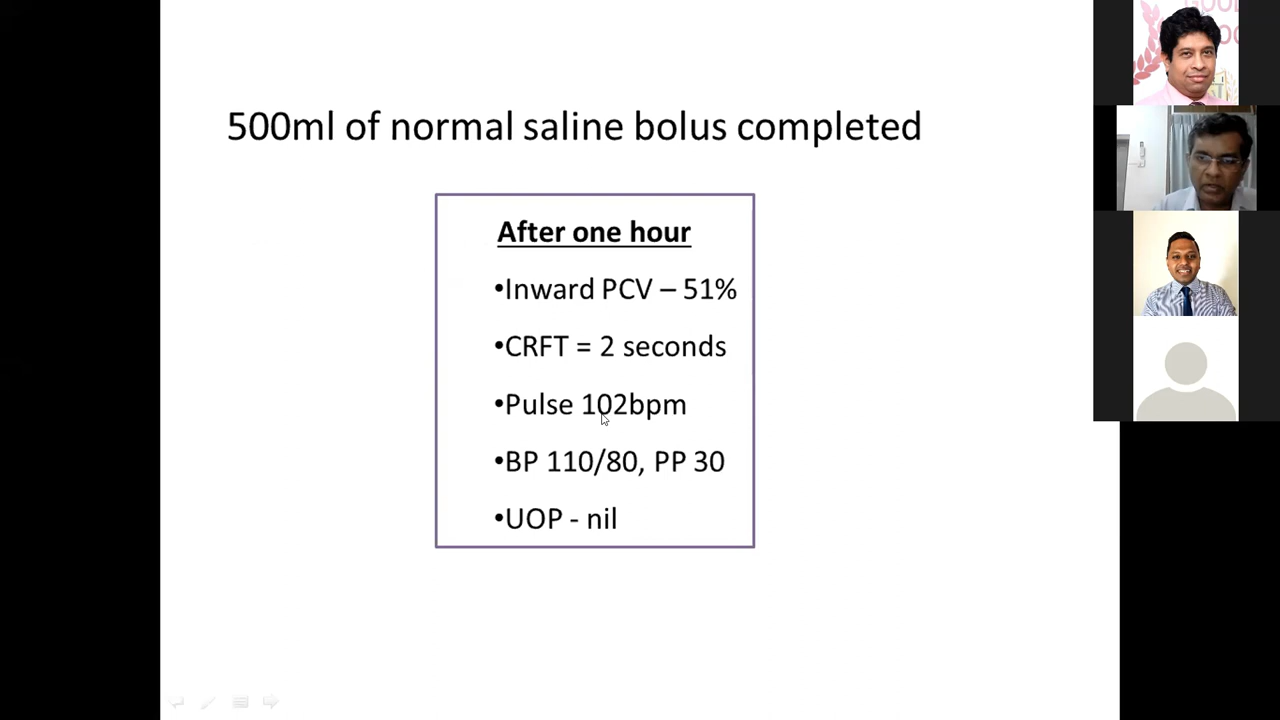 500ml of normal saline bolus completed
After one hour
•Inward PCV – 51%
•CRFT = 2 seconds
•Pulse 102bpm
•BP 110/80, PP 30
•UOP - nil